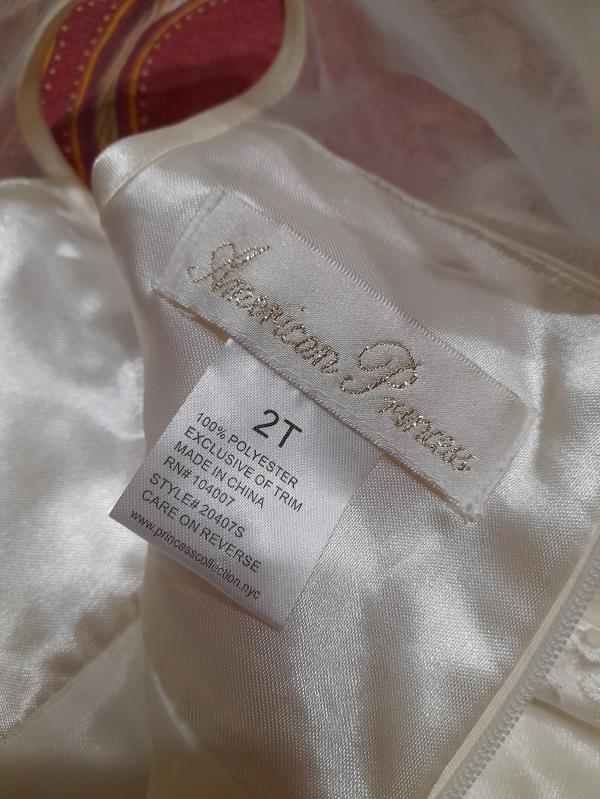 American Princess
2T
100% POLYESTER
EXCLUSIVE OF TRIM
MADE IN CHINA
RN# 104007
STYLE# 20407S
CARE ON REVERSE
www.princesscollection.nyc